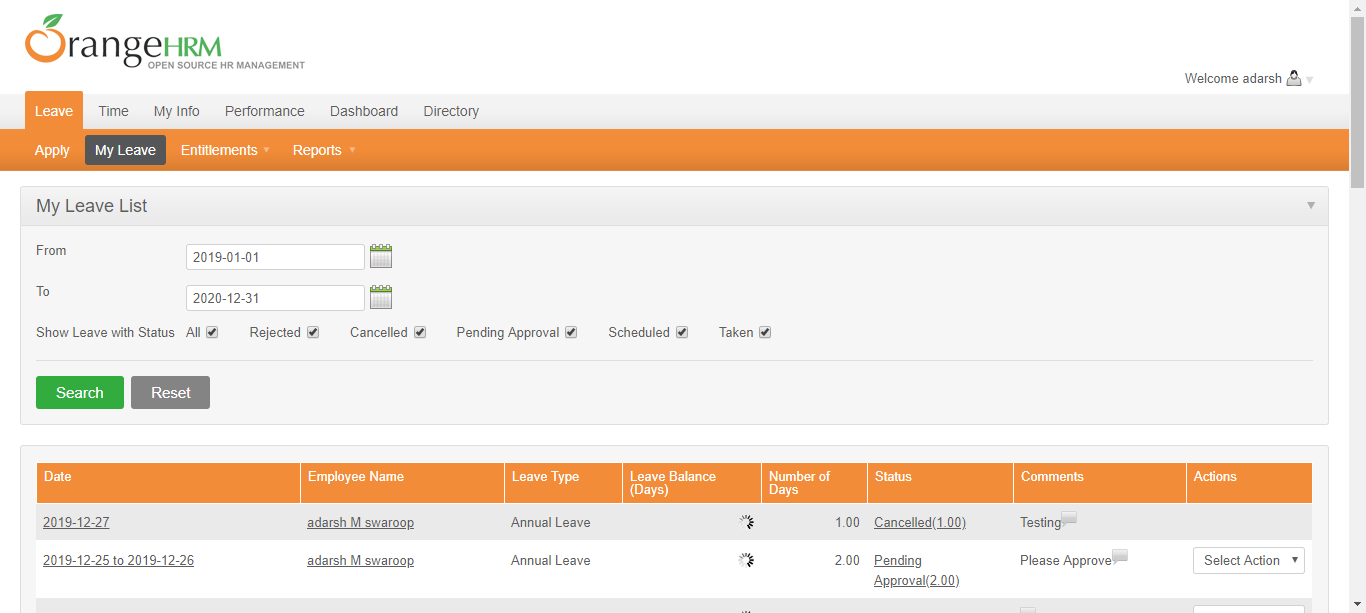 OrangeHRM
OPEN SOURCE HR MANAGEMENT
Welcome adarsh
Leave Time My Info Performance Dashboard Directory
Apply My Leave Entitlements Reports
My Leave List
From 2019-01-01
To 2020-12-31
Show Leave with Status All Rejected Cancelled Pending Approval Scheduled Taken
Search Reset
Date Employee Name Leave Type Leave Balance (Days) Number of Days Status Comments Actions
2019-12-27 adarsh M swaroop Annual Leave 1.00 Cancelled(1.00) Testing
2019-12-25 to 2019-12-26 adarsh M swaroop Annual Leave 2.00 Pending Approval(2.00) Please Approve Select Action